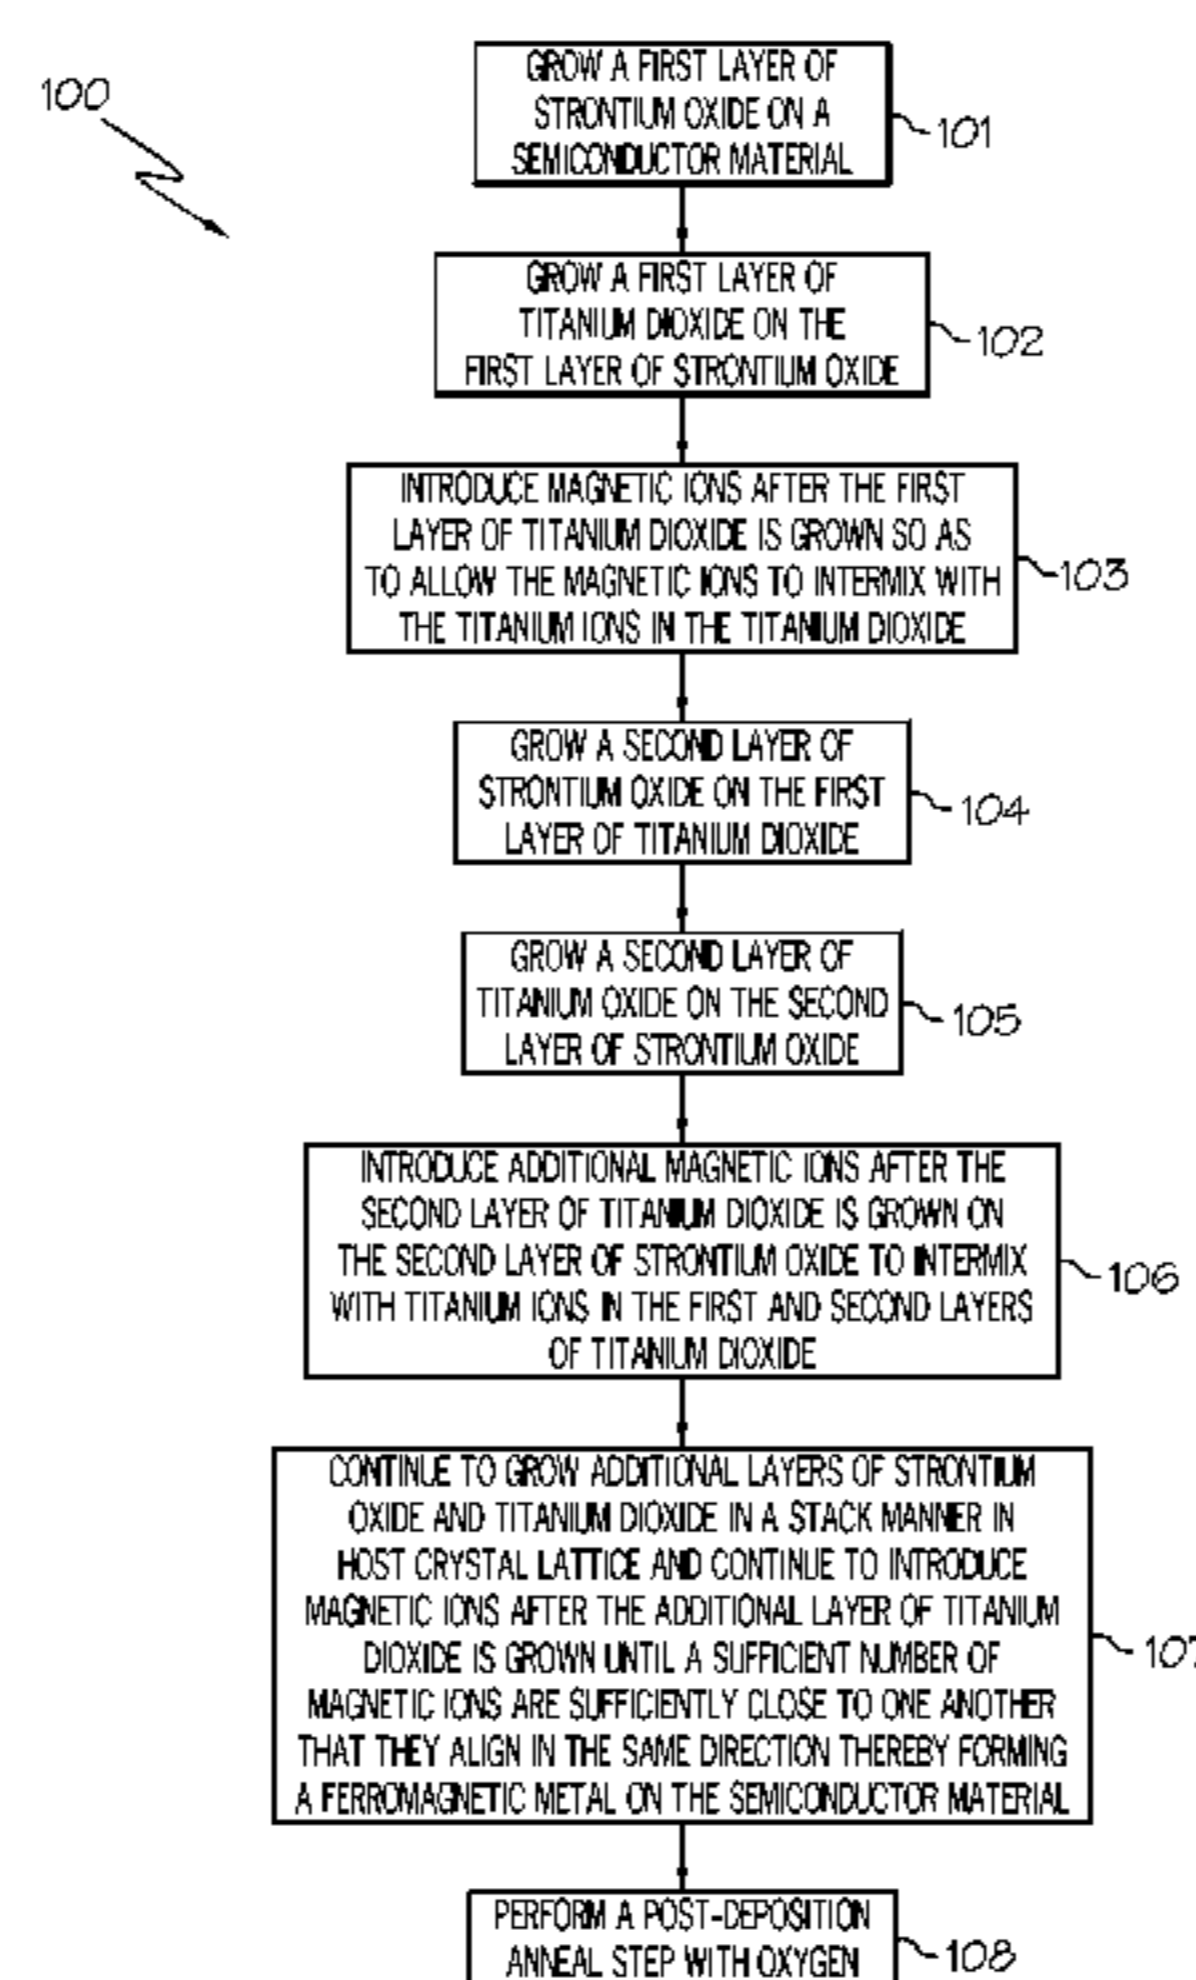 100
GROW A FIRST LAYER OF
STRONTIUM OXIDE ON A
SEMICONDUCTOR MATERIAL
101
GROW A FIRST LAYER OF
TITANIUM DIOXIDE ON THE
FIRST LAYER OF STRONTIUM OXIDE
102
INTRODUCE MAGNETIC IONS AFTER THE FIRST
LAYER OF TITANIUM DIOXIDE IS GROWN SO AS
TO ALLOW THE MAGNETIC IONS TO INTERMIX WITH
THE TITANIUM IONS IN THE TITANIUM DIOXIDE
103
GROW A SECOND LAYER OF
STRONTIUM OXIDE ON THE FIRST
LAYER OF TITANIUM DIOXIDE
104
GROW A SECOND LAYER OF
TITANIUM OXIDE ON THE SECOND
LAYER OF STRONTIUM OXIDE
105
INTRODUCE ADDITIONAL MAGNETIC IONS AFTER THE
SECOND LAYER OF TITANIUM DIOXIDE IS GROWN ON
THE SECOND LAYER OF STRONTIUM OXIDE TO INTERMIX
WITH TITANIUM IONS IN THE FIRST AND SECOND LAYERS
OF TITANIUM DIOXIDE
106
CONTINUE TO GROW ADDITIONAL LAYERS OF STRONTIUM
OXIDE AND TITANIUM DIOXIDE IN A STACK MANNER IN
HOST CRYSTAL LATTICE AND CONTINUE TO INTRODUCE
MAGNETIC IONS AFTER THE ADDITIONAL LAYER OF TITANIUM
DIOXIDE IS GROWN UNTIL A SUFFICIENT NUMBER OF
MAGNETIC IONS ARE SUFFICIENTLY CLOSE TO ONE ANOTHER
THAT THEY ALIGN IN THE SAME DIRECTION THEREBY FORMING
A FERROMAGNETIC METAL ON THE SEMICONDUCTOR MATERIAL
107
PERFORM A POST-DEPOSITION
ANNEAL STEP WITH OXYGEN
108